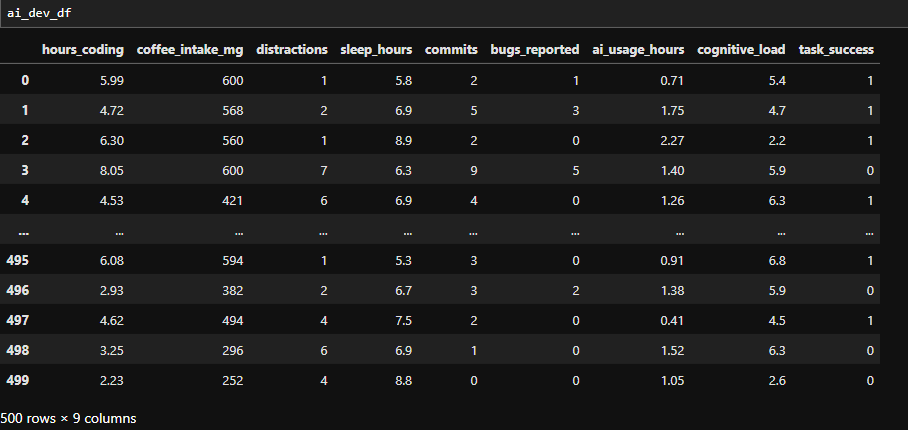 ai_dev_df
hours_coding coffee_intake_mg distractions sleep_hours commits bugs_reported ai_usage_hours cognitive_load task_success
0 5.99 600 1 5.8 2 1 0.71 5.4 1
1 4.72 568 2 6.9 5 3 1.75 4.7 1
2 6.30 560 1 8.9 2 0 2.27 2.2 1
3 8.05 600 7 6.3 9 5 1.40 5.9 0
4 4.53 421 6 6.9 4 0 1.26 6.3 1
... ... ... ... ... ... ... ... ... ...
495 6.08 594 1 5.3 3 0 0.91 6.8 1
496 2.93 382 2 6.7 3 2 1.38 5.9 0
497 4.62 494 4 7.5 2 0 0.41 4.5 1
498 3.25 296 6 6.9 1 0 1.52 6.3 0
499 2.23 252 4 8.8 0 0 1.05 2.6 0
500 rows × 9 columns